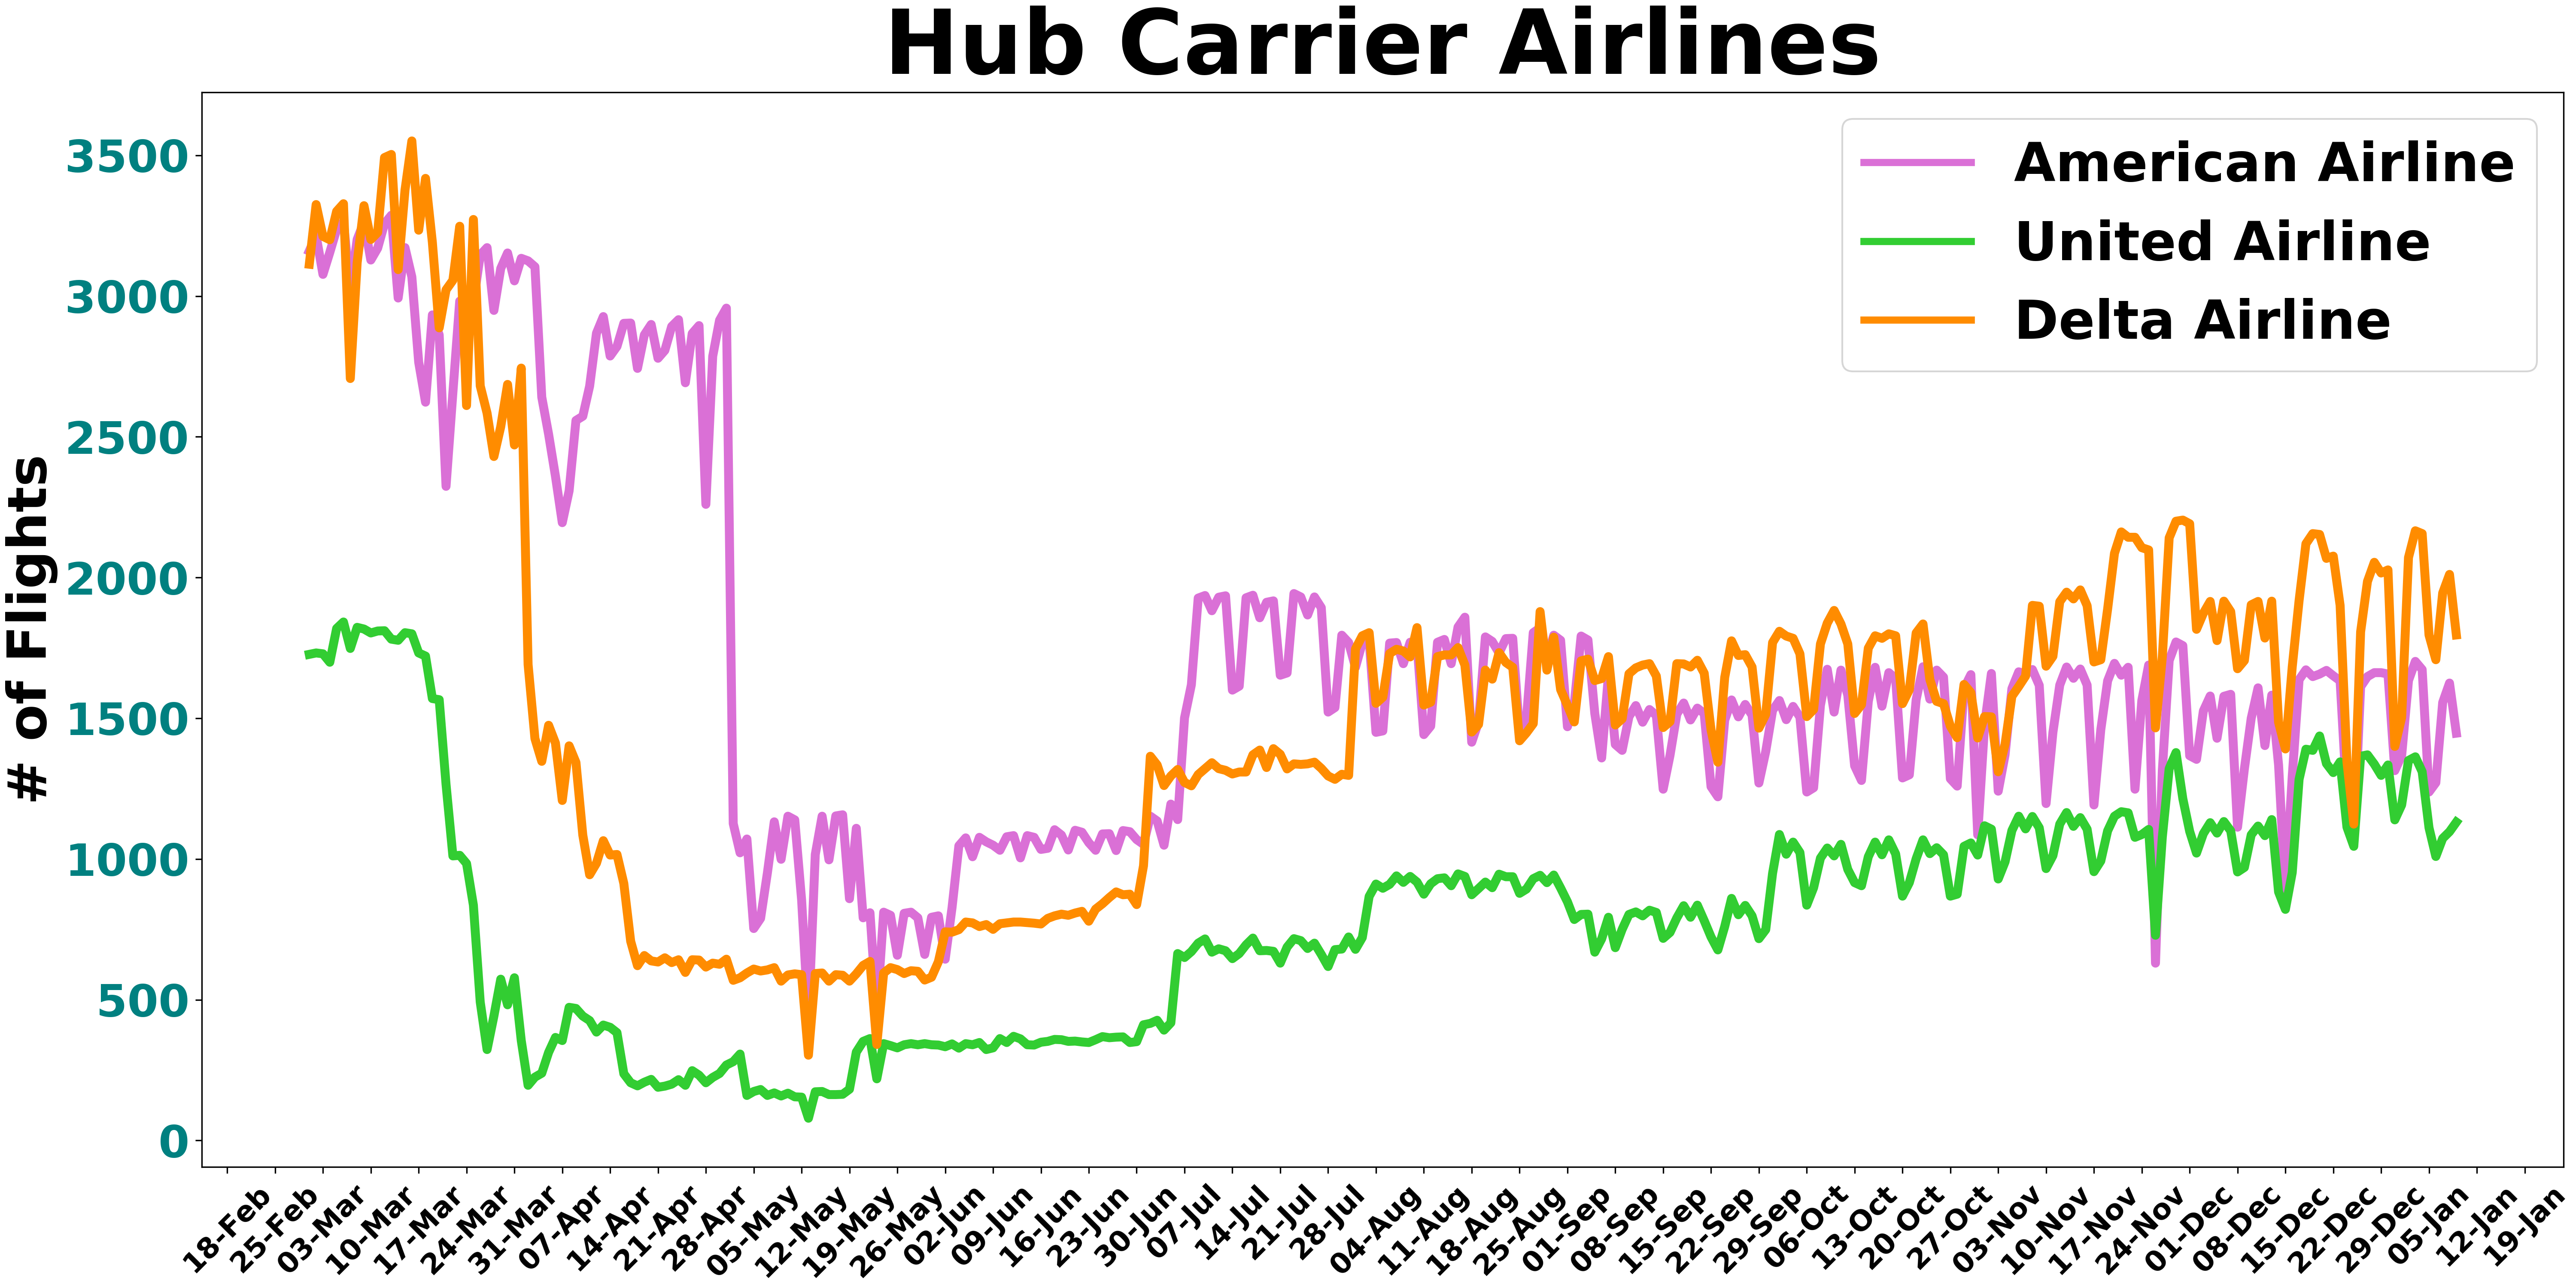 Hub Carrier Airlines
# of Flights
3500
3000
2500
2000
1500
1000
500
0
American Airline
United Airline
Delta Airline
18-Feb
25-Feb
03-Mar
10-Mar
17-Mar
24-Mar
31-Mar
07-Apr
14-Apr
21-Apr
28-Apr
05-May
12-May
19-May
26-May
02-Jun
09-Jun
16-Jun
23-Jun
30-Jun
07-Jul
14-Jul
21-Jul
28-Jul
04-Aug
11-Aug
18-Aug
25-Aug
01-Sep
08-Sep
15-Sep
22-Sep
29-Sep
06-Oct
13-Oct
20-Oct
27-Oct
03-Nov
10-Nov
17-Nov
24-Nov
01-Dec
08-Dec
15-Dec
22-Dec
29-Dec
05-Jan
12-Jan
19-Jan